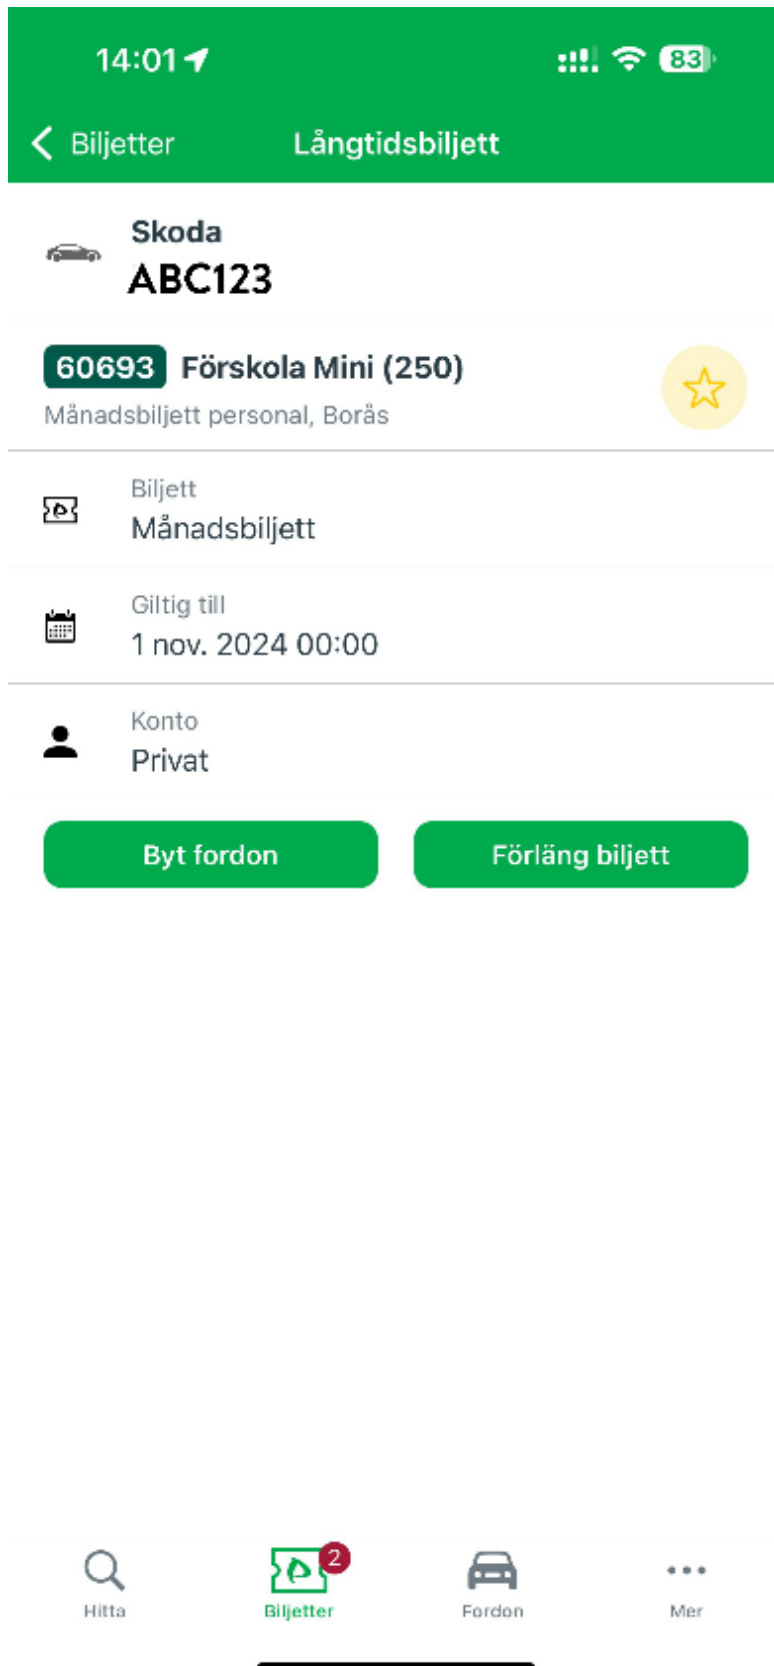 14:01
83
Biljetter
Långtidsbiljett
Skoda
ABC123
60693 Förskola Mini (250)
Månadsbiljett personal, Borås
Biljett
Månadsbiljett
Giltig till
1 nov. 2024 00:00
Konto
Privat
Byt fordon
Förläng biljett
2
Hitta
Biljetter
Fordon
Mer